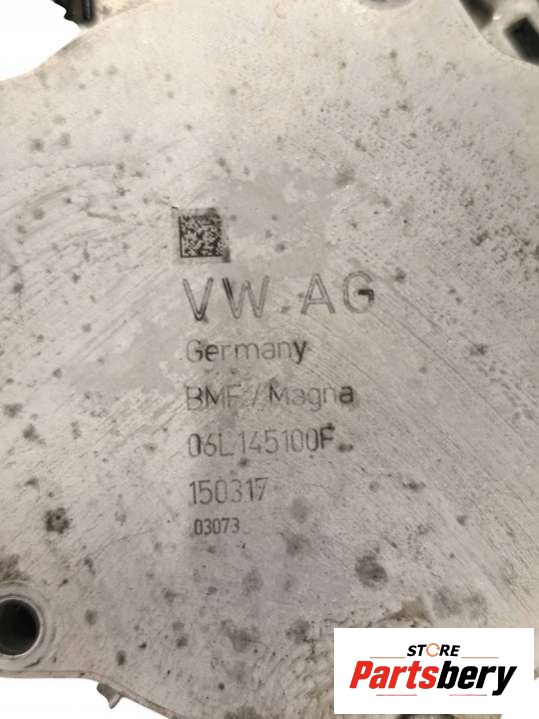 VW AG
Germany
BMF / Magna
06L145100F
150317
03073
STORE
Partsbery